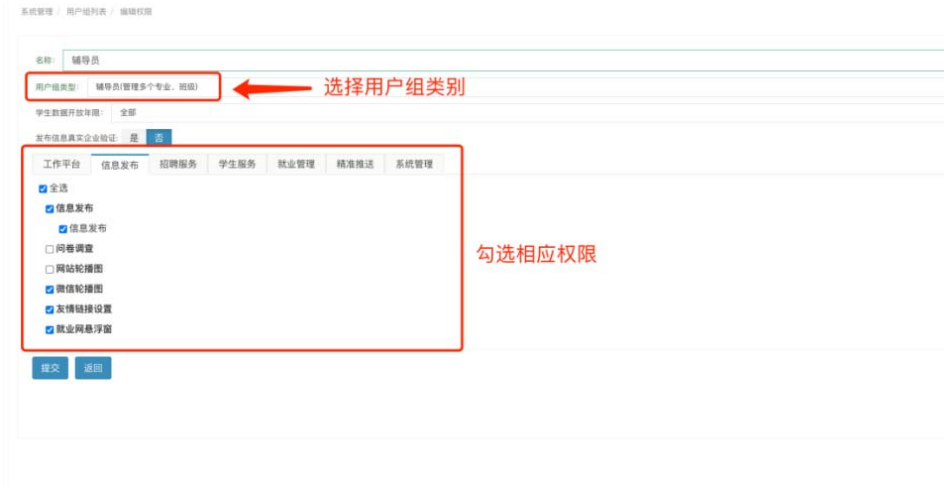 系统管理 / 用户组列表 / 编辑权限
名称: 辅导员
用户组类型: 辅导员(管理多个专业、班级)
选择用户组类别
学生数据开放年限: 全部
发布信息真实企业验证: 是 否
工作平台 信息发布 招聘服务 学生服务 就业管理 精准推送 系统管理
全选
信息发布
信息发布
问卷调查
勾选相应权限
网站轮播图
微信轮播图
友情链接设置
就业网悬浮窗
提交 返回